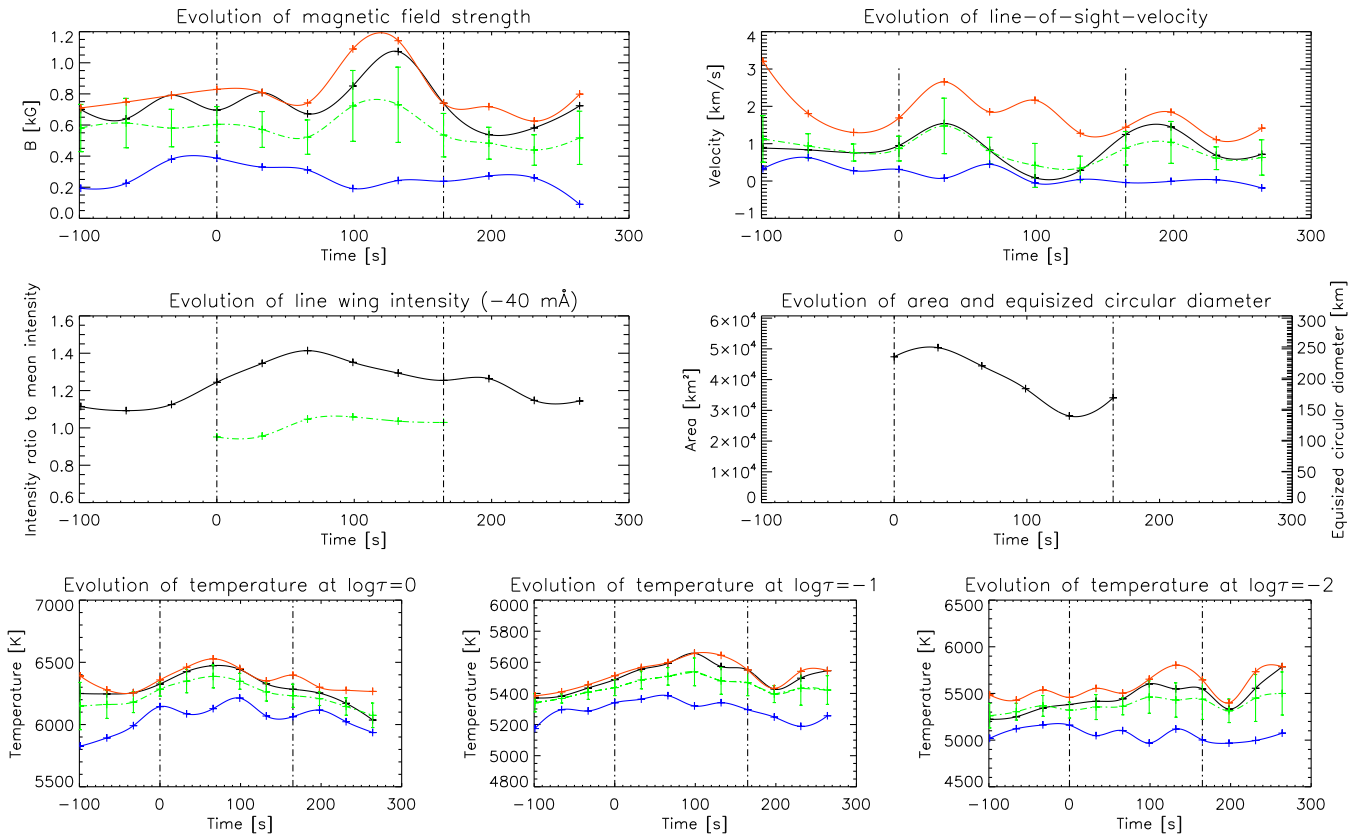 Evolution of magnetic field strength
B [kG]
1.2
1.0
0.8
0.6
0.4
0.2
0.0
−100 0 100 200 300
Time [s]
Evolution of line−of−sight−velocity
Velocity [km/s]
4
3
2
1
0
−1
−100 0 100 200 300
Time [s]
Evolution of line wing intensity (−40 mÅ)
Intensity ratio to mean intensity
1.6
1.4
1.2
1.0
0.8
0.6
−100 0 100 200 300
Time [s]
Evolution of area and equisized circular diameter
Area [km²]
6×10⁴
5×10⁴
4×10⁴
3×10⁴
2×10⁴
1×10⁴
0
−100 0 100 200 300
Time [s]
300
250
200
150
100
50
0
Equisized circular diameter [km]
Evolution of temperature at logτ=0
Temperature [K]
7000
6500
6000
5500
−100 0 100 200 300
Time [s]
Evolution of temperature at logτ=−1
Temperature [K]
6000
5800
5600
5400
5200
5000
4800
−100 0 100 200 300
Time [s]
Evolution of temperature at logτ=−2
Temperature [K]
6500
6000
5500
5000
4500
−100 0 100 200 300
Time [s]